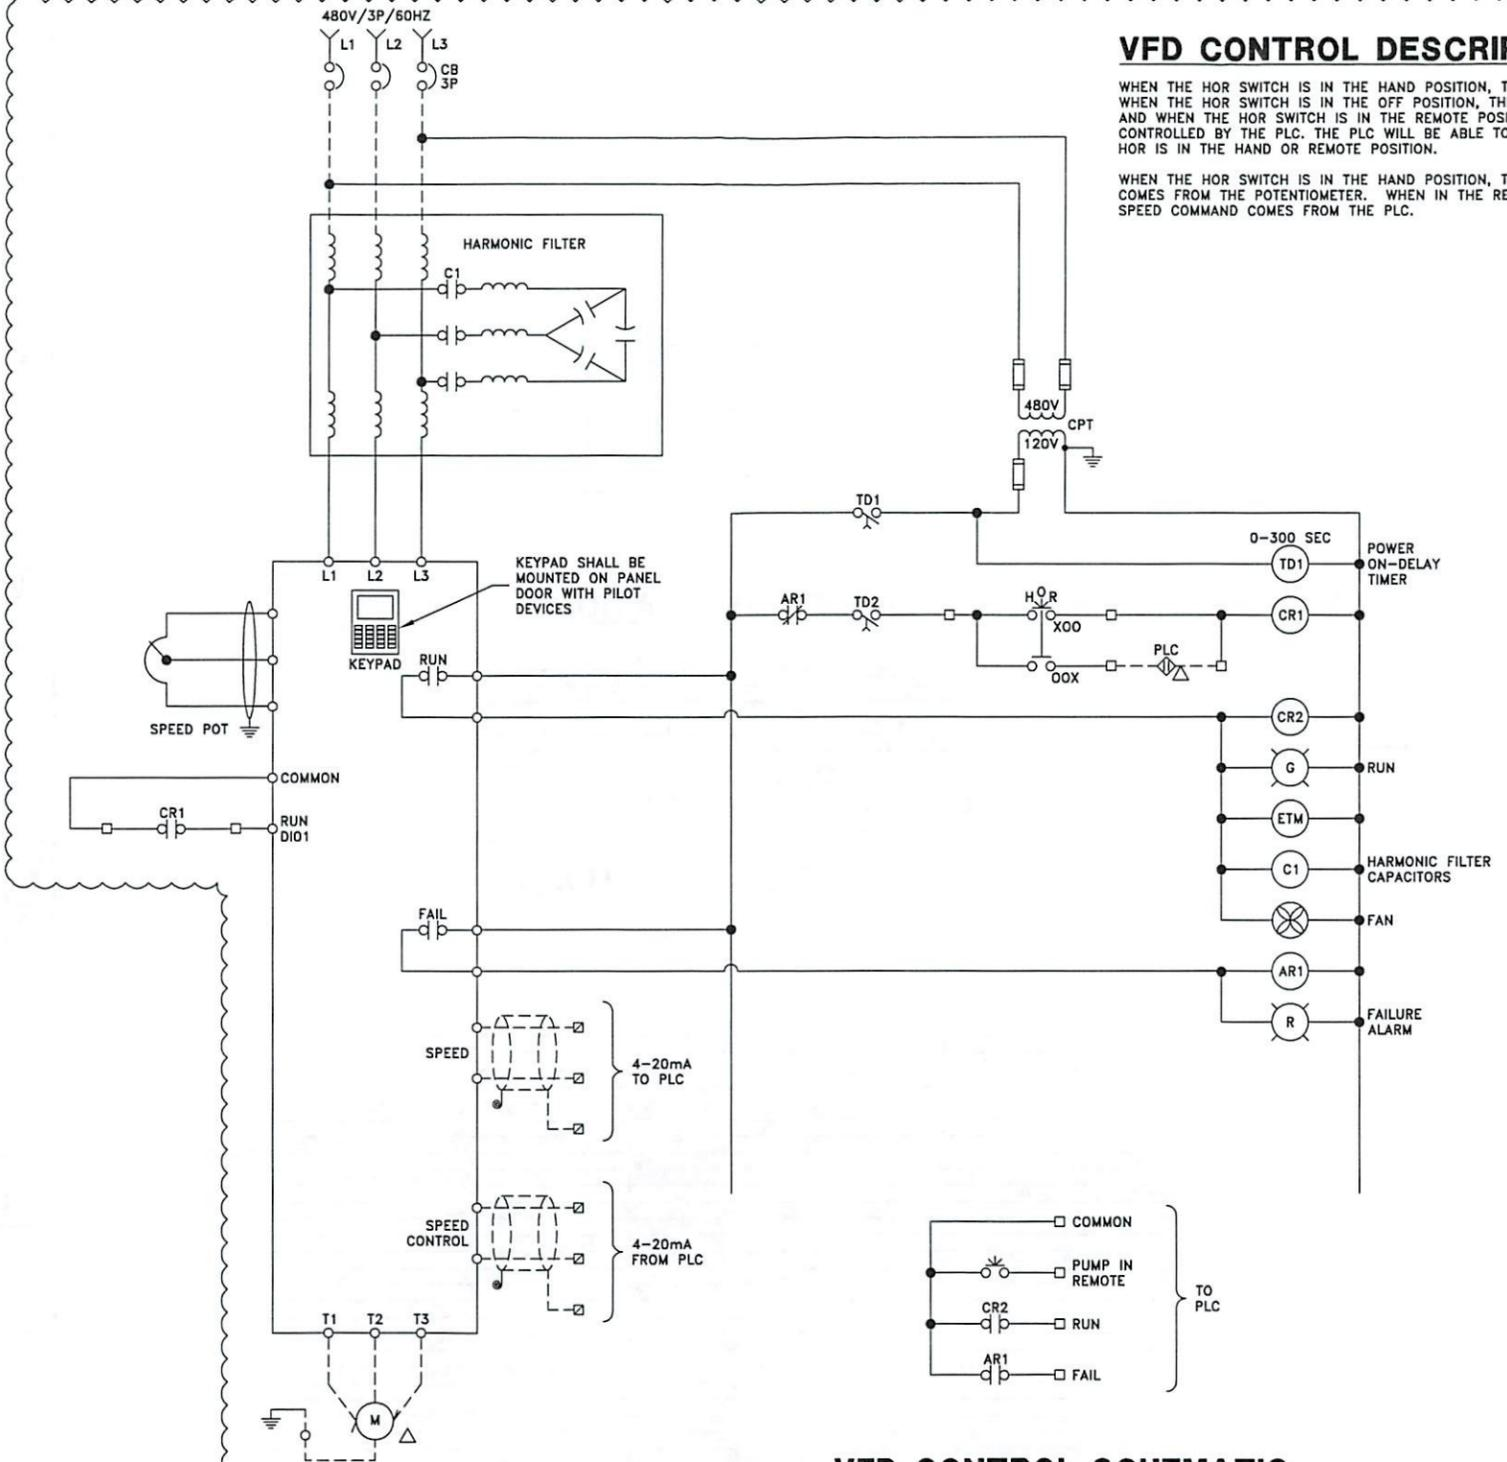 480V/3P/60HZ
L1 L2 L3
CB
3P
VFD CONTROL
WHEN THE HOR SWITCH IS IN THE HAND POSITION,
WHEN THE HOR SWITCH IS IN THE OFF POSITION,
AND WHEN THE HOR SWITCH IS IN THE REMOTE
CONTROLLED BY THE PLC. THE PLC WILL BE ABLE TO
HOR IS IN THE HAND OR REMOTE POSITION.
WHEN THE HOR SWITCH IS IN THE HAND POSITION,
COMES FROM THE POTENTIOMETER. WHEN IN THE
SPEED COMMAND COMES FROM THE PLC.
HARMONIC FILTER
C1
480V
CPT
120V
TD1
0-300 SEC
TD1
POWER
ON-DELAY
TIMER
L1 L2 L3
KEYPAD SHALL BE
MOUNTED ON PANEL
DOOR WITH PILOT
DEVICES
KEYPAD
AR1
TD2
H O R
XOO
CR1
PLC
OOX
RUN
SPEED POT
CR2
G
RUN
COMMON
CR1
RUN
DIO1
ETM
C1
HARMONIC FILTER
CAPACITORS
FAN
FAIL
AR1
R
FAILURE
ALARM
SPEED
4-20mA
TO PLC
SPEED
CONTROL
4-20mA
FROM PLC
COMMON
PUMP IN
REMOTE
CR2
RUN
AR1
FAIL
TO
PLC
T1 T2 T3
M
VFD CONTROL SCHEMATIC